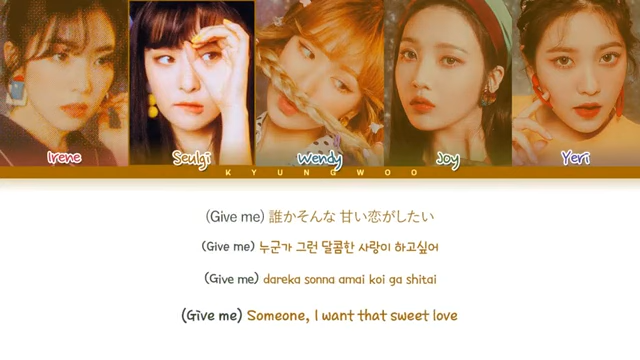 Irene Seulgi Wendy Joy Yeri
KYUNGWOO
(Give me) 誰かそんな 甘い恋がしたい
(Give me) 누군가 그런 달콤한 사랑이 하고싶어
(Give me) dareka sonna amai koi ga shitai
(Give me) Someone, I want that sweet love